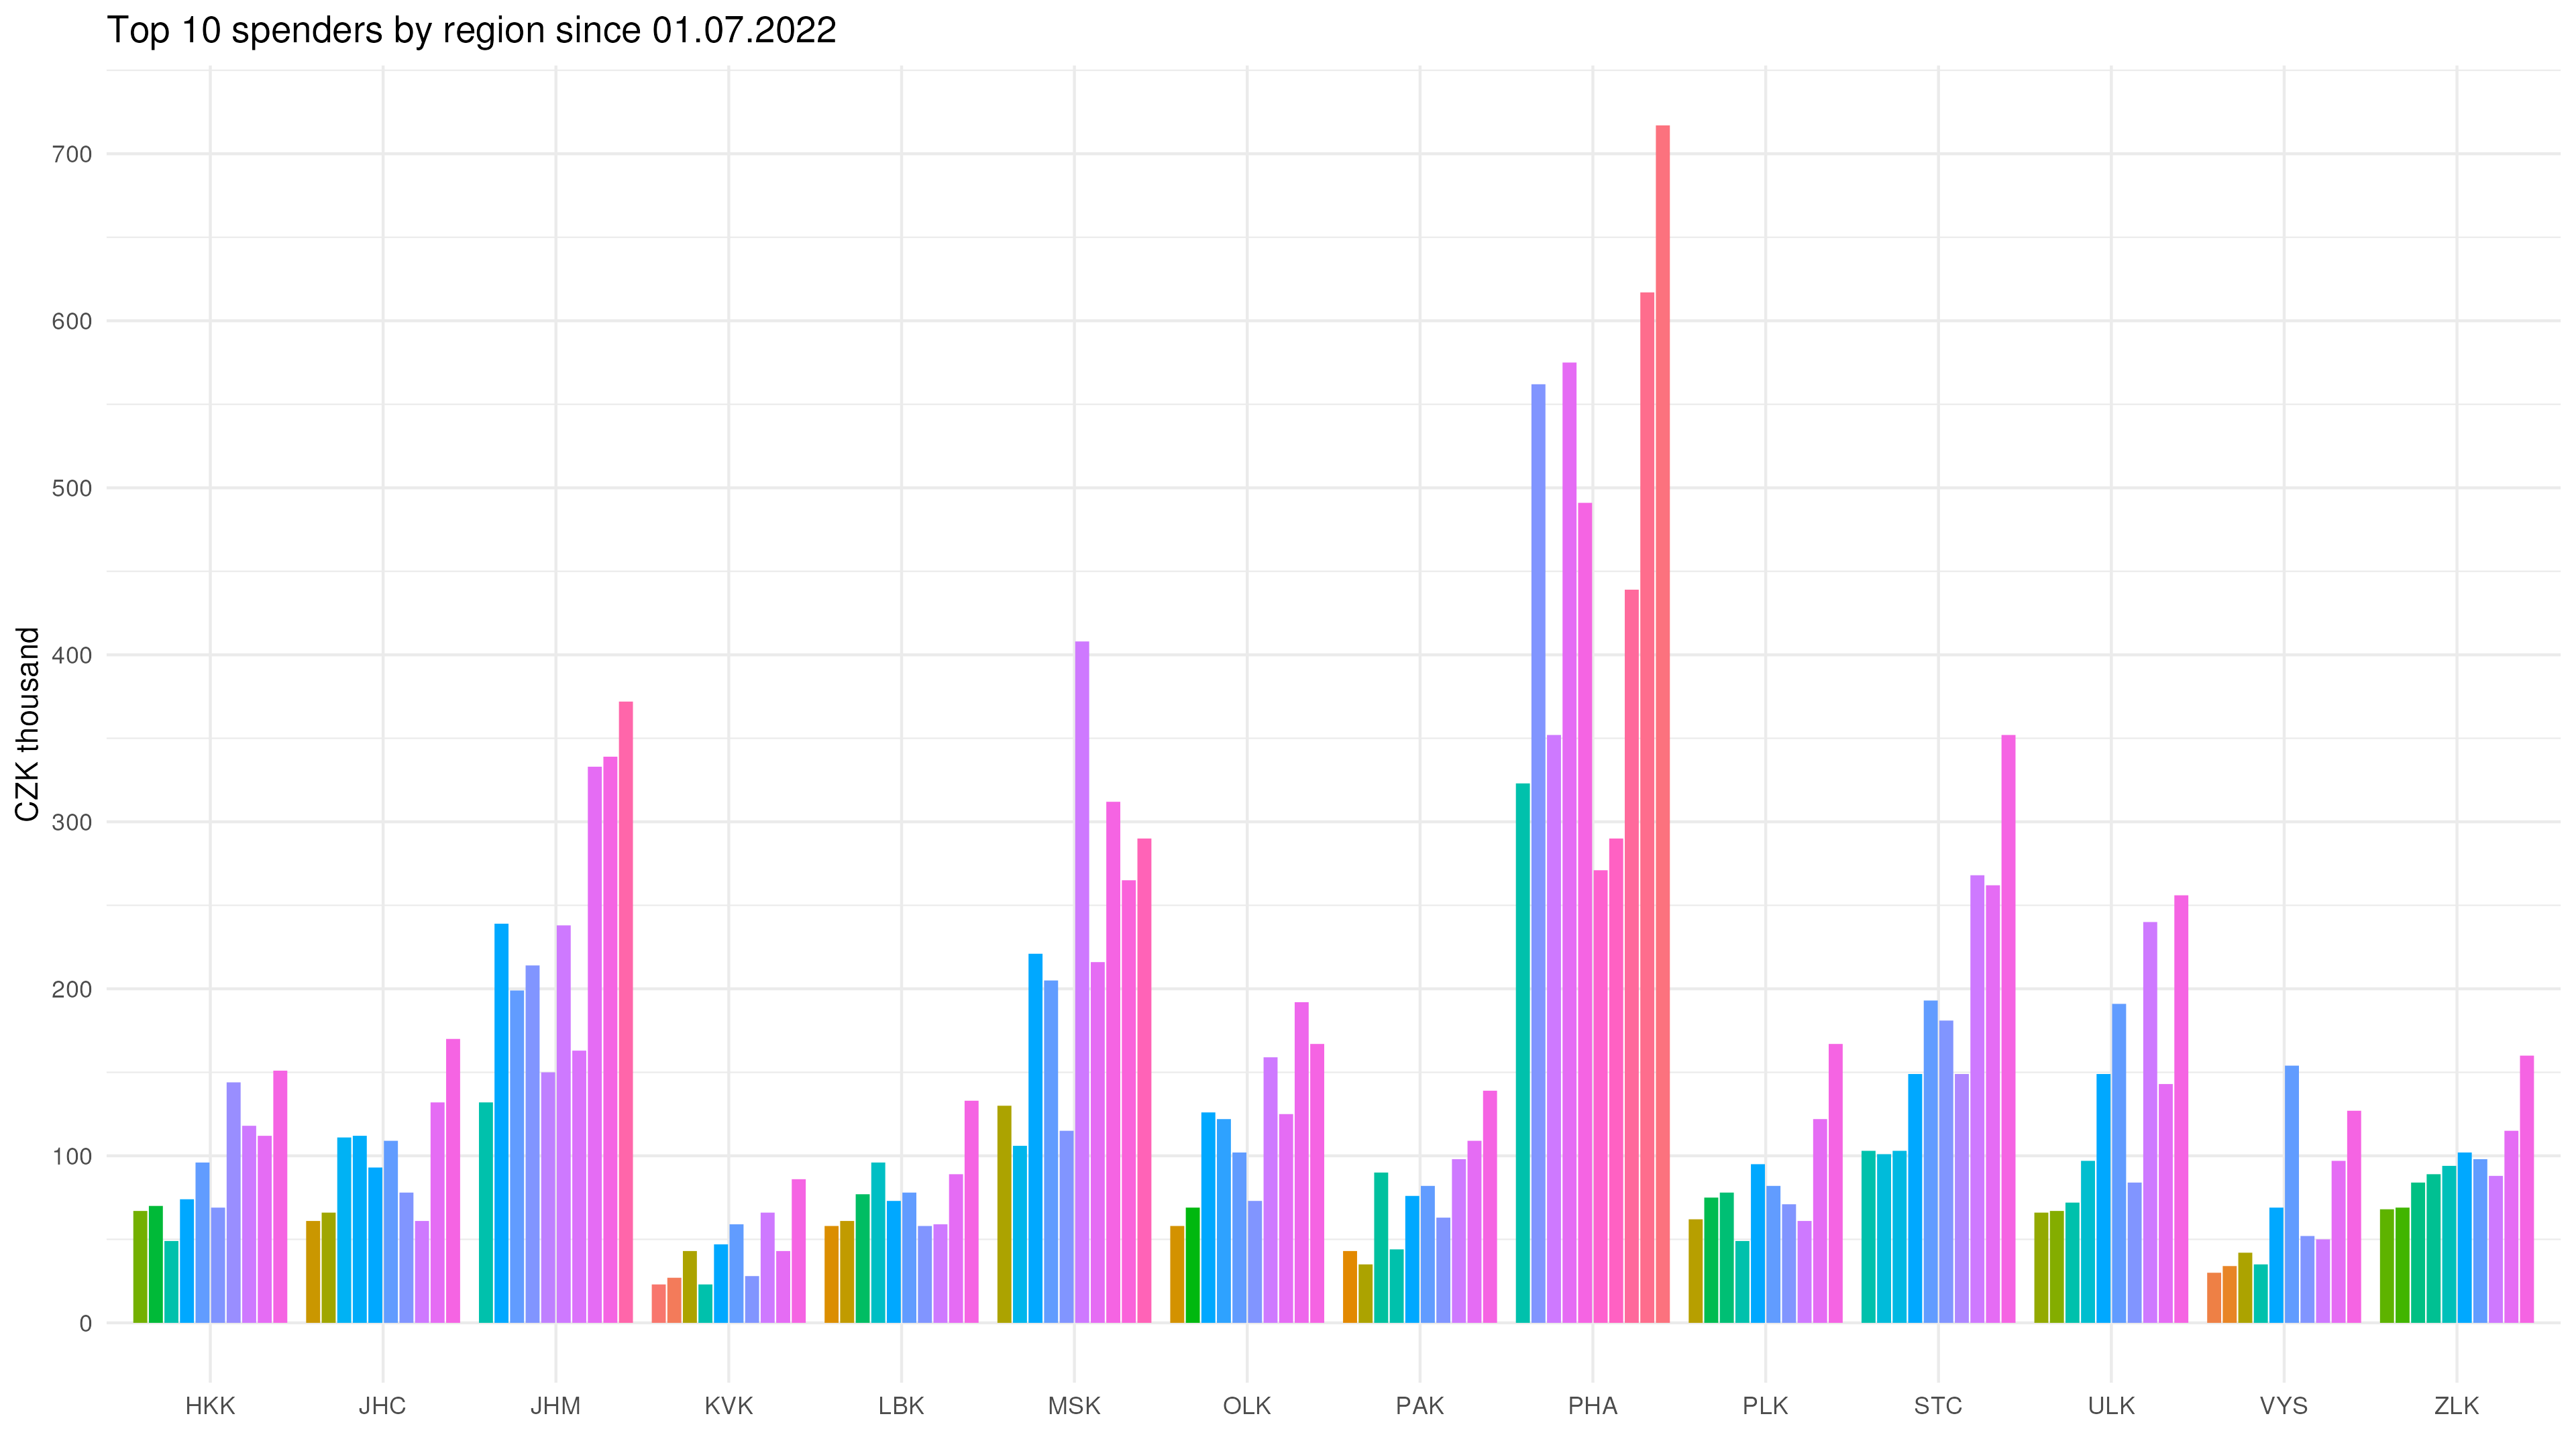 Top 10 spenders by region since 01.07.2022
CZK thousand
700
600
500
400
300
200
100
0
HKK
JHC
JHM
KVK
LBK
MSK
OLK
PAK
PHA
PLK
STC
ULK
VYS
ZLK